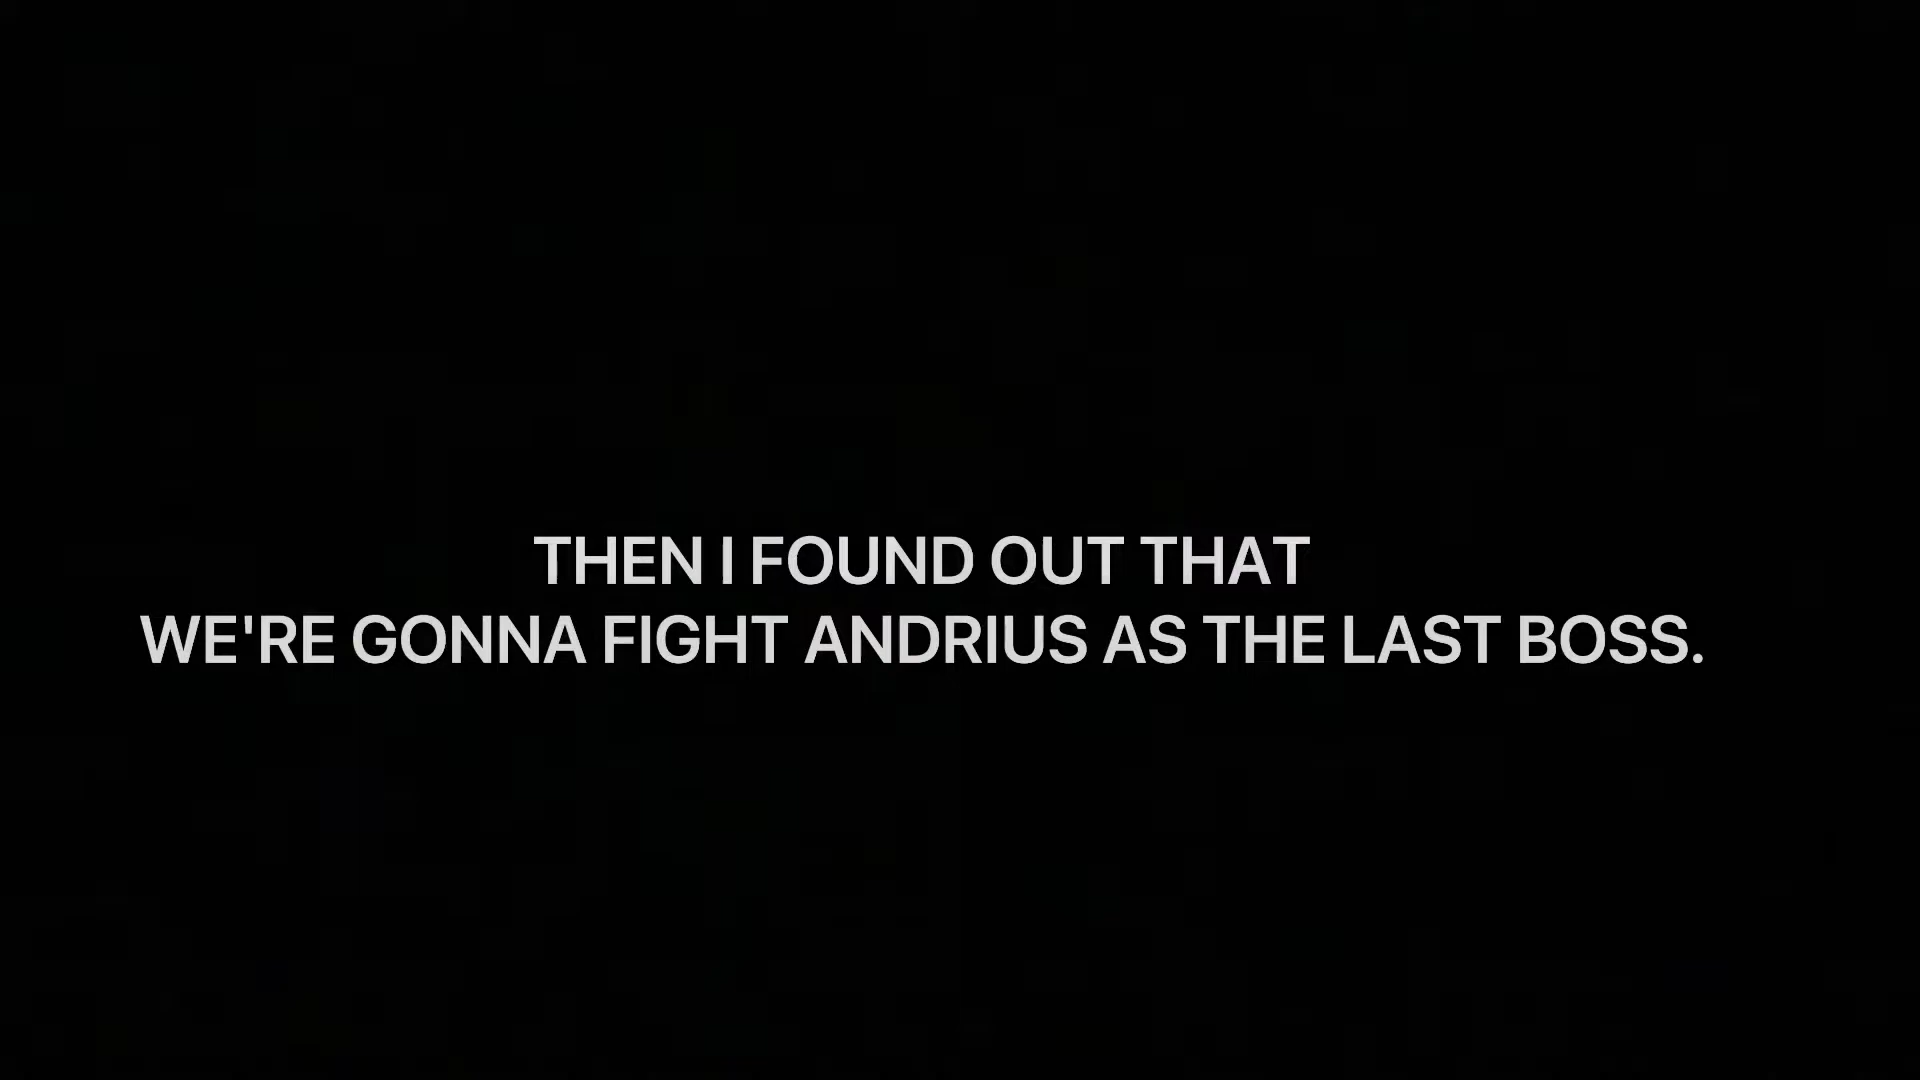 THEN I FOUND OUT THAT
WE'RE GONNA FIGHT ANDRIUS AS THE LAST BOSS.